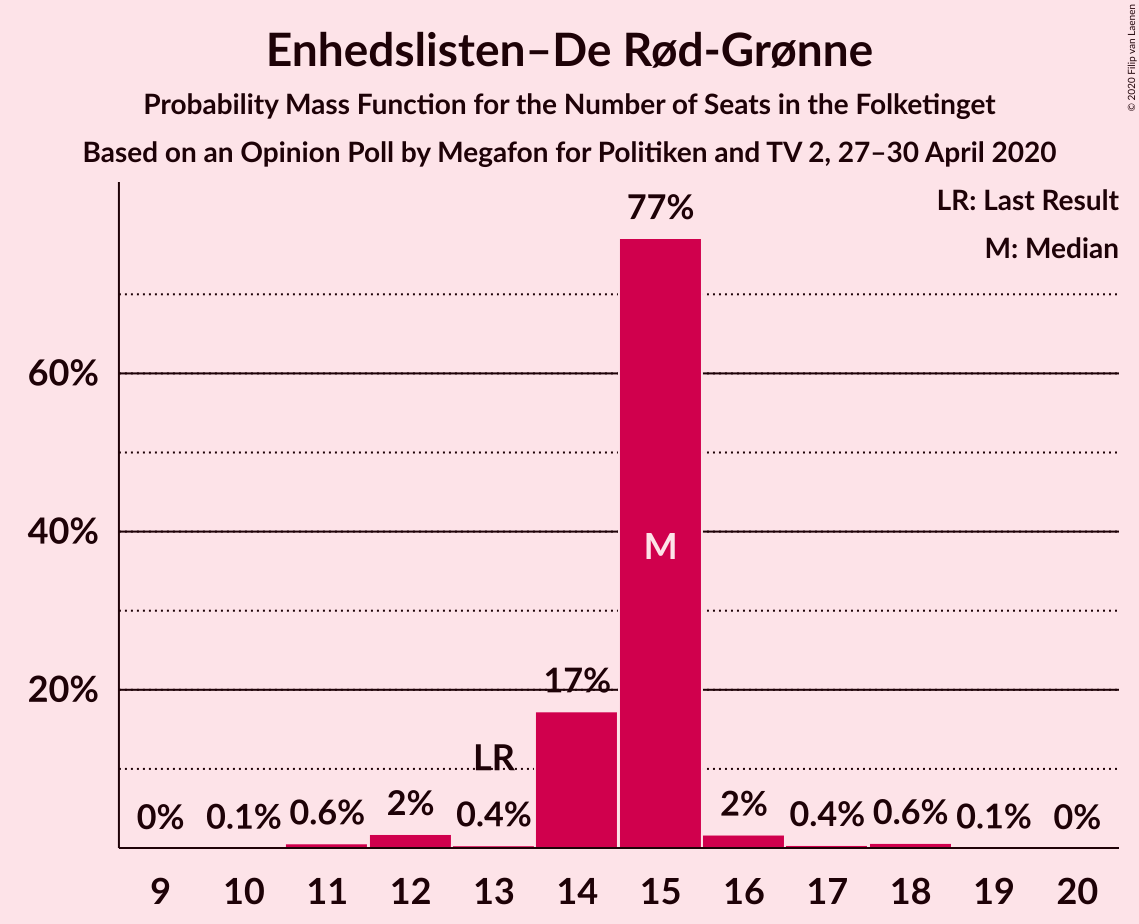 Enhedslisten–De Rød-Grønne
Probability Mass Function for the Number of Seats in the Folketinget
Based on an Opinion Poll by Megafon for Politiken and TV 2, 27–30 April 2020
© 2020 Filip van Laenen
LR: Last Result
M: Median
77%
60%
40%
M
20%
17%
LR
0% 0.1% 0.6% 2% 0.4% 2% 0.4% 0.6% 0.1% 0%
9 10 11 12 13 14 15 16 17 18 19 20